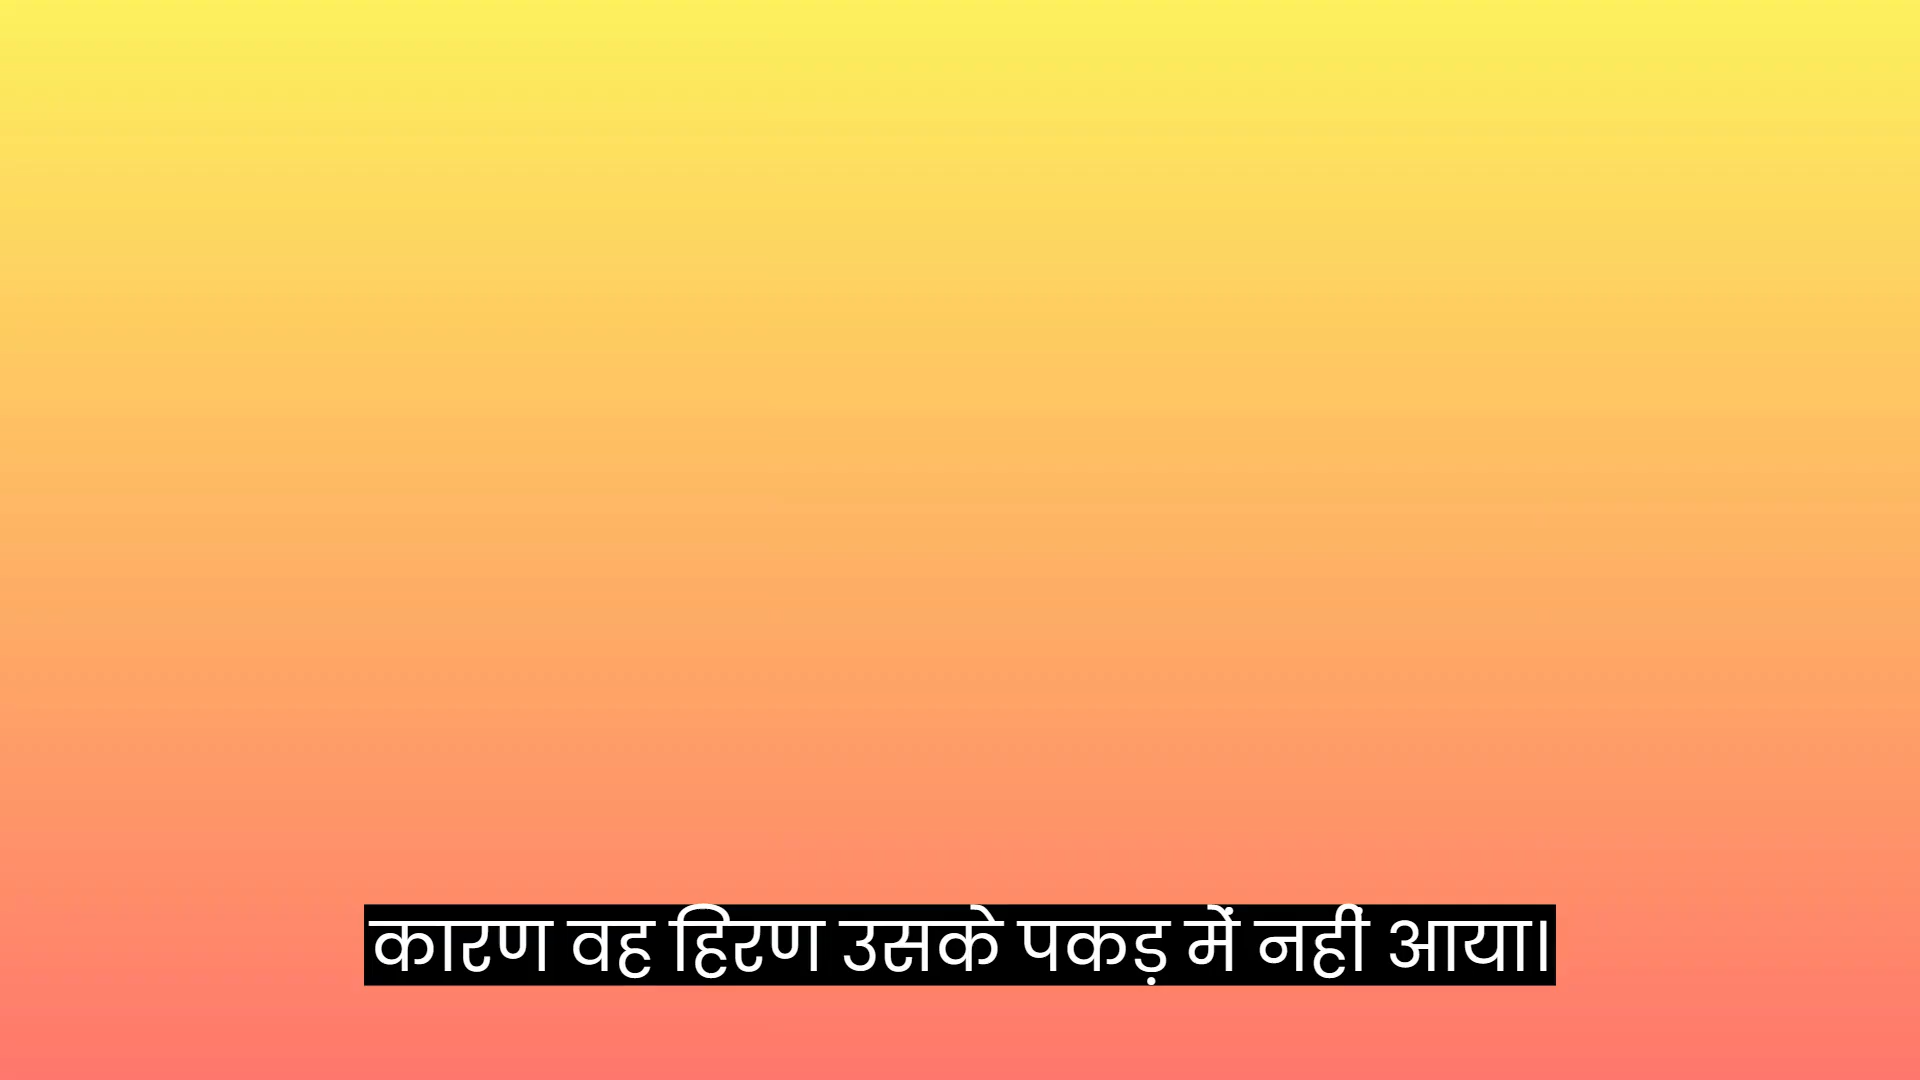 कारण वह हिरण उसके पकड़ में नहीं आया।